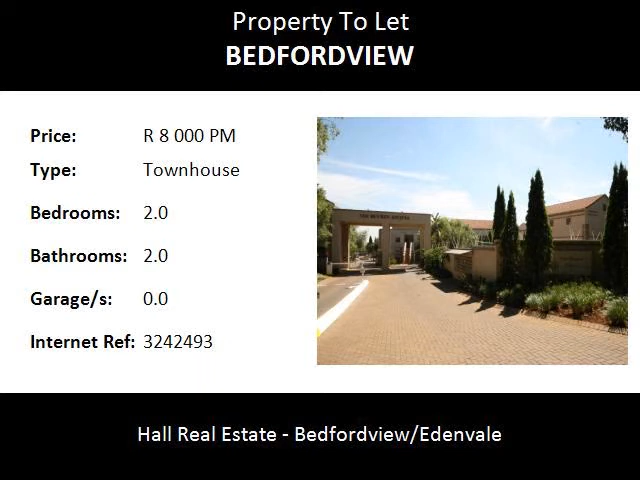 Property To Let
BEDFORDVIEW
Price: R 8 000 PM
Type: Townhouse
Bedrooms: 2.0
Bathrooms: 2.0
Garage/s: 0.0
Internet Ref: 3242493
Hall Real Estate - Bedfordview/Edenvale